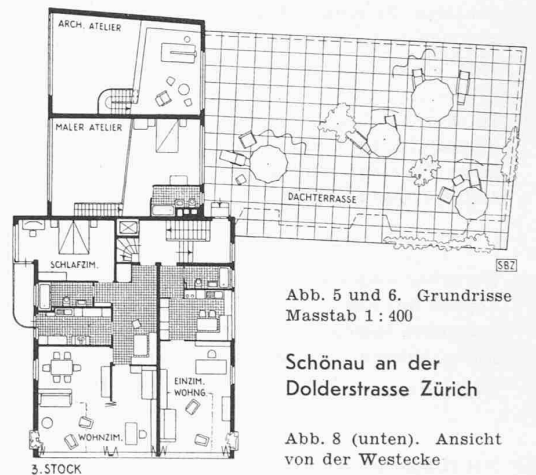 ARCH. ATELIER
MALER ATELIER
DACHTERRASSE
SCHLAFZIM.
EINZIM.
WOHNG.
WOHNZIM.
3. STOCK
SBZ
Abb. 5 und 6. Grundrisse
Masstab 1 : 400
Schönau an der
Dolderstrasse Zürich
Abb. 8 (unten). Ansicht
von der Westecke